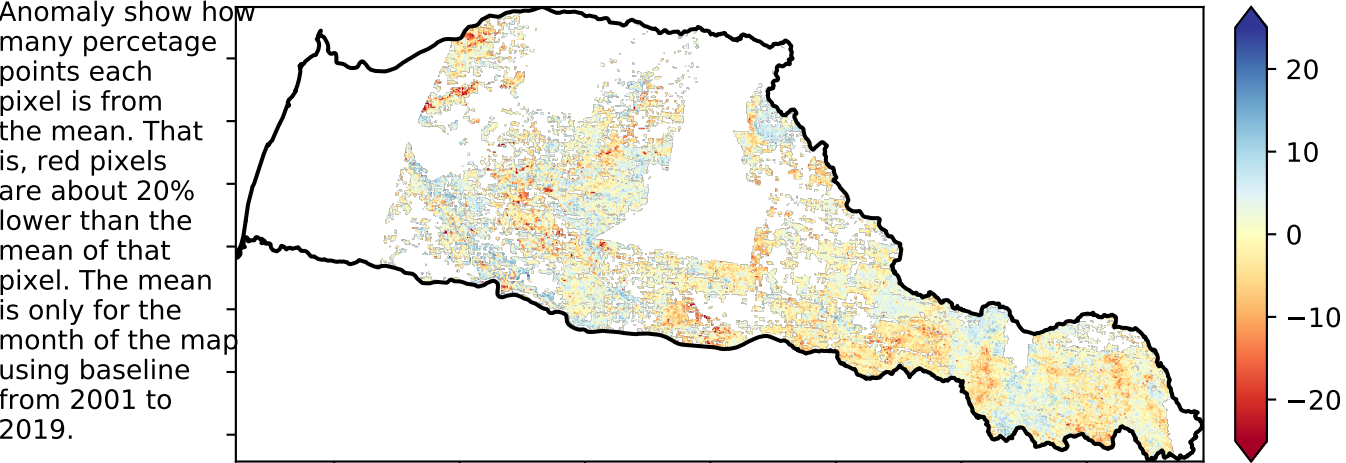 Anomaly show how
many percetage
points each
pixel is from
the mean. That
is, red pixels
are about 20%
lower than the
mean of that
pixel. The mean
is only for the
month of the map
using baseline
from 2001 to
2019.
20
10
0
−10
−20